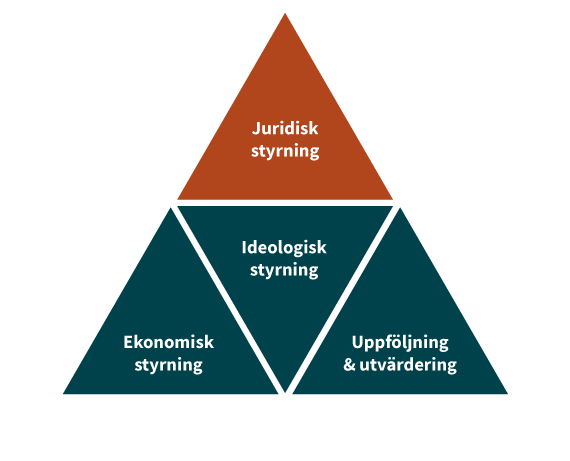 Juridisk
styrning
Ideologisk
styrning
Ekonomisk
styrning
Uppföljning
& utvärdering